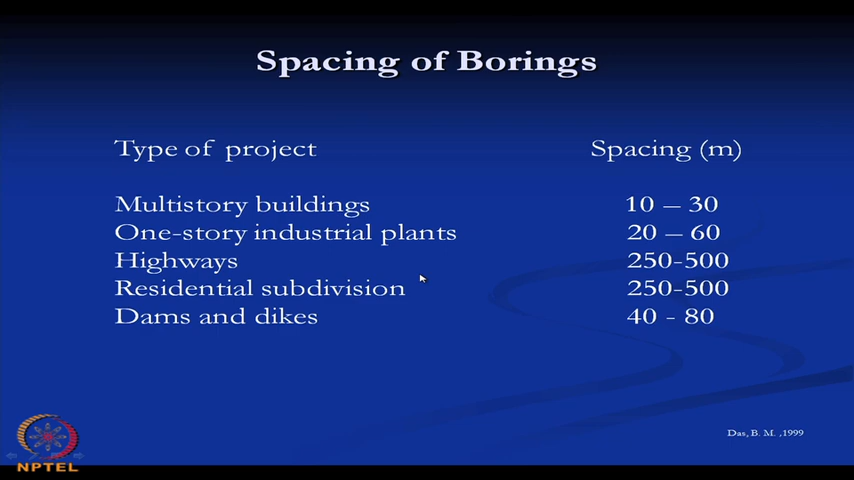 Spacing of Borings
Type of project Spacing (m)
Multistory buildings 10 – 30
One-story industrial plants 20 – 60
Highways 250-500
Residential subdivision 250-500
Dams and dikes 40 - 80
Das, B. M. ,1999
NPTEL